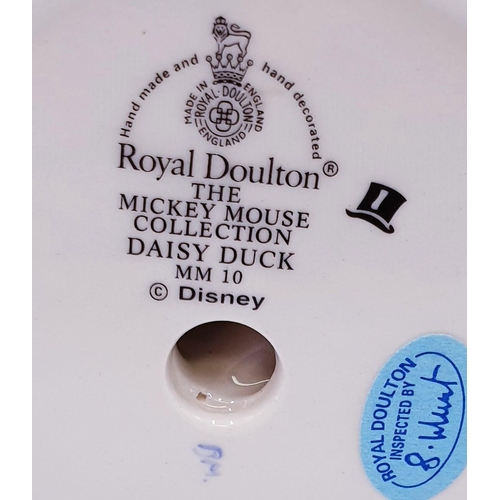 Hand made and hand decorated
MADE IN ENGLAND
ROYAL·DOULTON
ENGLAND
Royal Doulton®
THE
MICKEY MOUSE
COLLECTION
DAISY DUCK
MM 10
© Disney
1
ROYAL DOULTON
INSPECTED BY